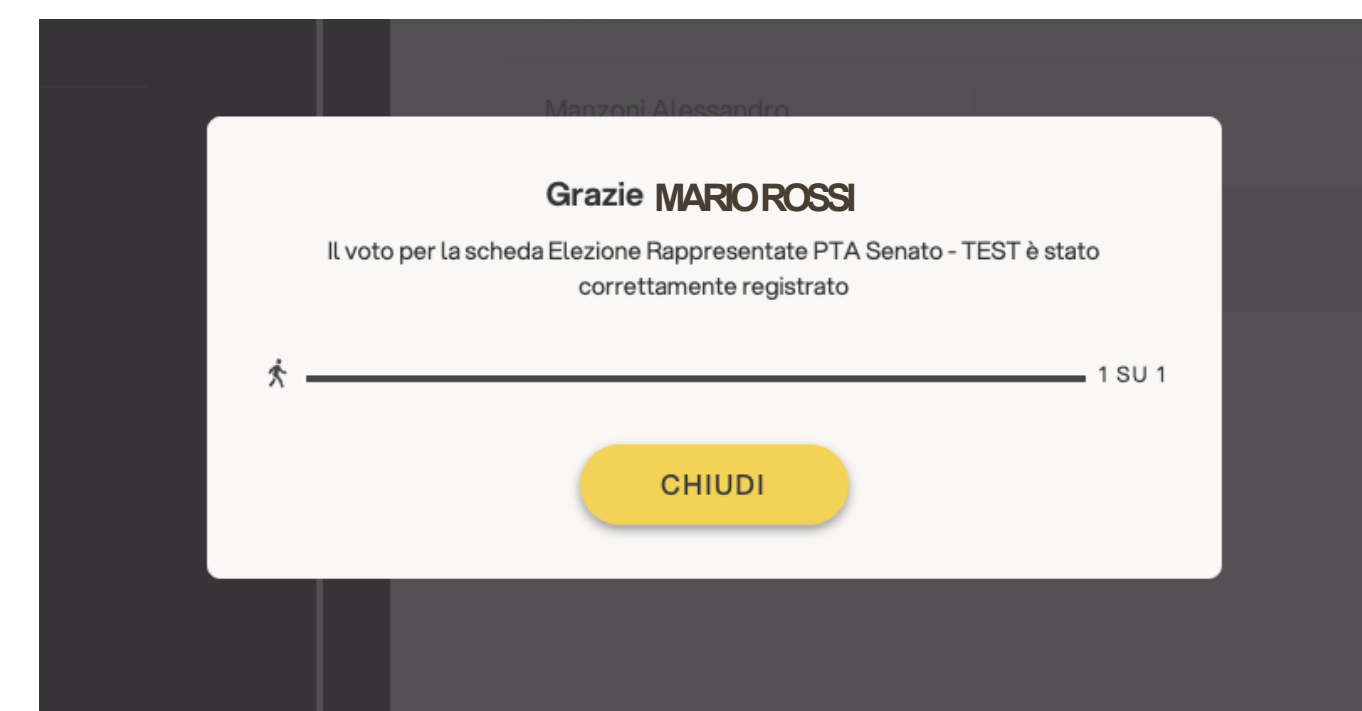 Manzoni Alessandro
Grazie MARIO ROSSI
Il voto per la scheda Elezione Rappresentate PTA Senato - TEST è stato
correttamente registrato
1 SU 1
CHIUDI